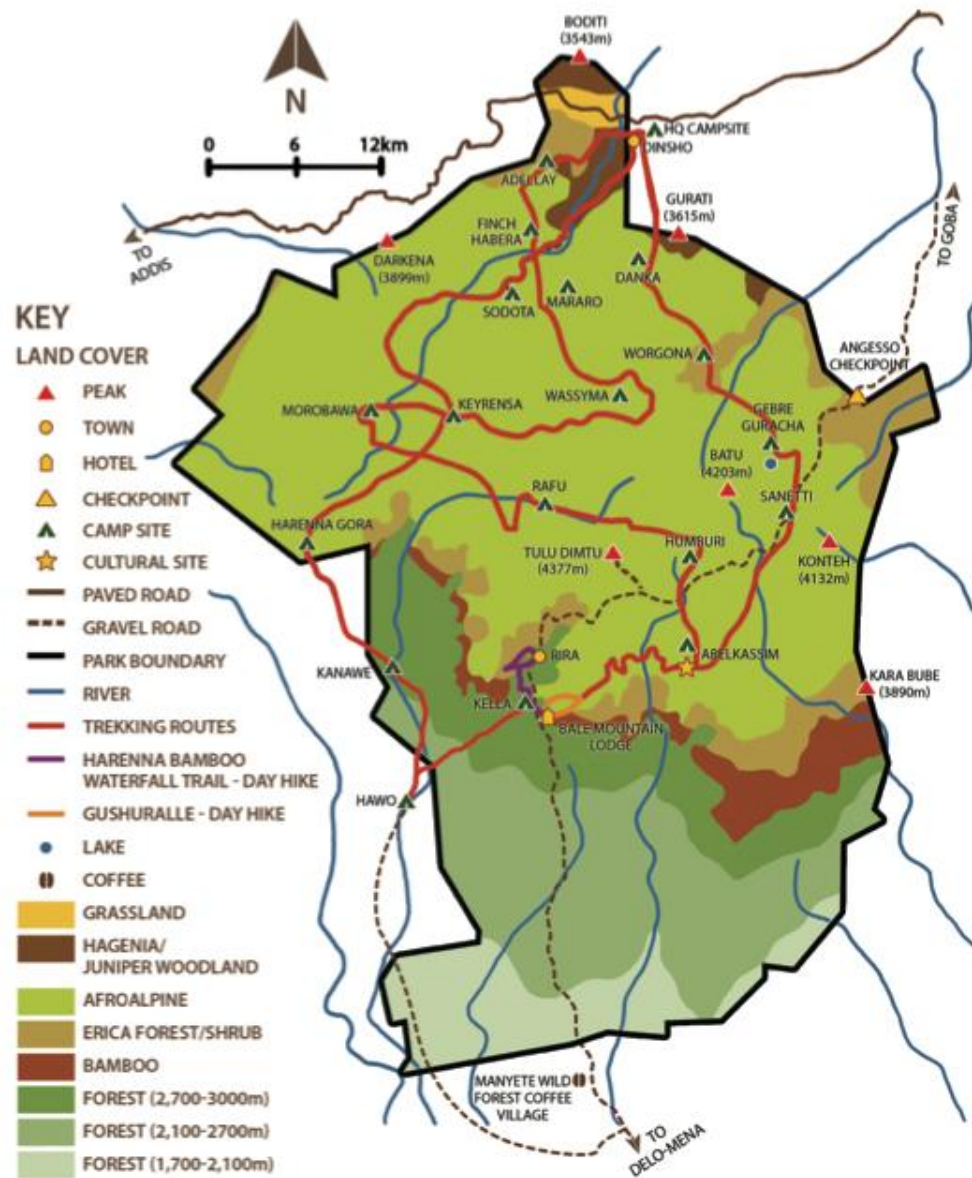 BODITI
(3543m)
N
0 6 12km
HQ CAMPSITE
DINSHO
ADELLAY
GURATI
(3615m)
TO GOBA
FINCH
HABERA
TO
ADDIS
DARKENA
(3899m)
DANKA
SODOTA
MARARO
KEY
LAND COVER
PEAK
TOWN
HOTEL
CHECKPOINT
CAMP SITE
CULTURAL SITE
PAVED ROAD
GRAVEL ROAD
PARK BOUNDARY
RIVER
TREKKING ROUTES
HARENNA BAMBOO
WATERFALL TRAIL - DAY HIKE
GUSHURALLE - DAY HIKE
LAKE
COFFEE
GRASSLAND
HAGENIA/
JUNIPER WOODLAND
AFROALPINE
ERICA FOREST/SHRUB
BAMBOO
FOREST (2,700-3000m)
FOREST (2,100-2700m)
FOREST (1,700-2,100m)
WORGONA
ANGESSO
CHECKPOINT
MOROBAWA
KEYRENSA
WASSYMA
GEBRE
GURACHA
BATU
(4203m)
RAFU
SANETTI
HARENNA GORA
TULU DIMTU
(4377m)
HUMBURI
KONTEH
(4132m)
KANAWE
RIRA
ABELKASSIM
KARA BUBE
(3890m)
KELLA
BALE MOUNTAIN
LODGE
HAWO
MANYETE WILD
FOREST COFFEE
VILLAGE
TO
DELO-MENA